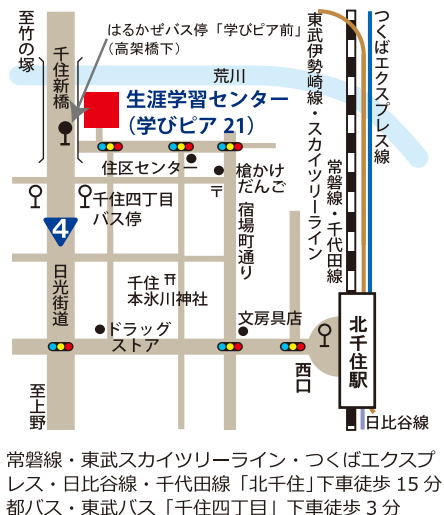 至竹の塚
千住新橋
はるかぜバス停「学びピア前」
（高架橋下）
荒川
東武伊勢崎線・スカイツリーライン
つくばエクスプレス線
生涯学習センター
（学びピア 21）
常磐線・千代田線
住区センター
槍かけ
だんご
〒
千住四丁目
バス停
4
宿場町通り
日光街道
千住
本氷川神社
ドラッグ
ストア
文房具店
北千住駅
西口
至上野
日比谷線
常磐線・東武スカイツリーライン・つくばエクスプ
レス・日比谷線・千代田線「北千住」下車徒歩 15 分
都バス・東武バス「千住四丁目」下車徒歩 3 分